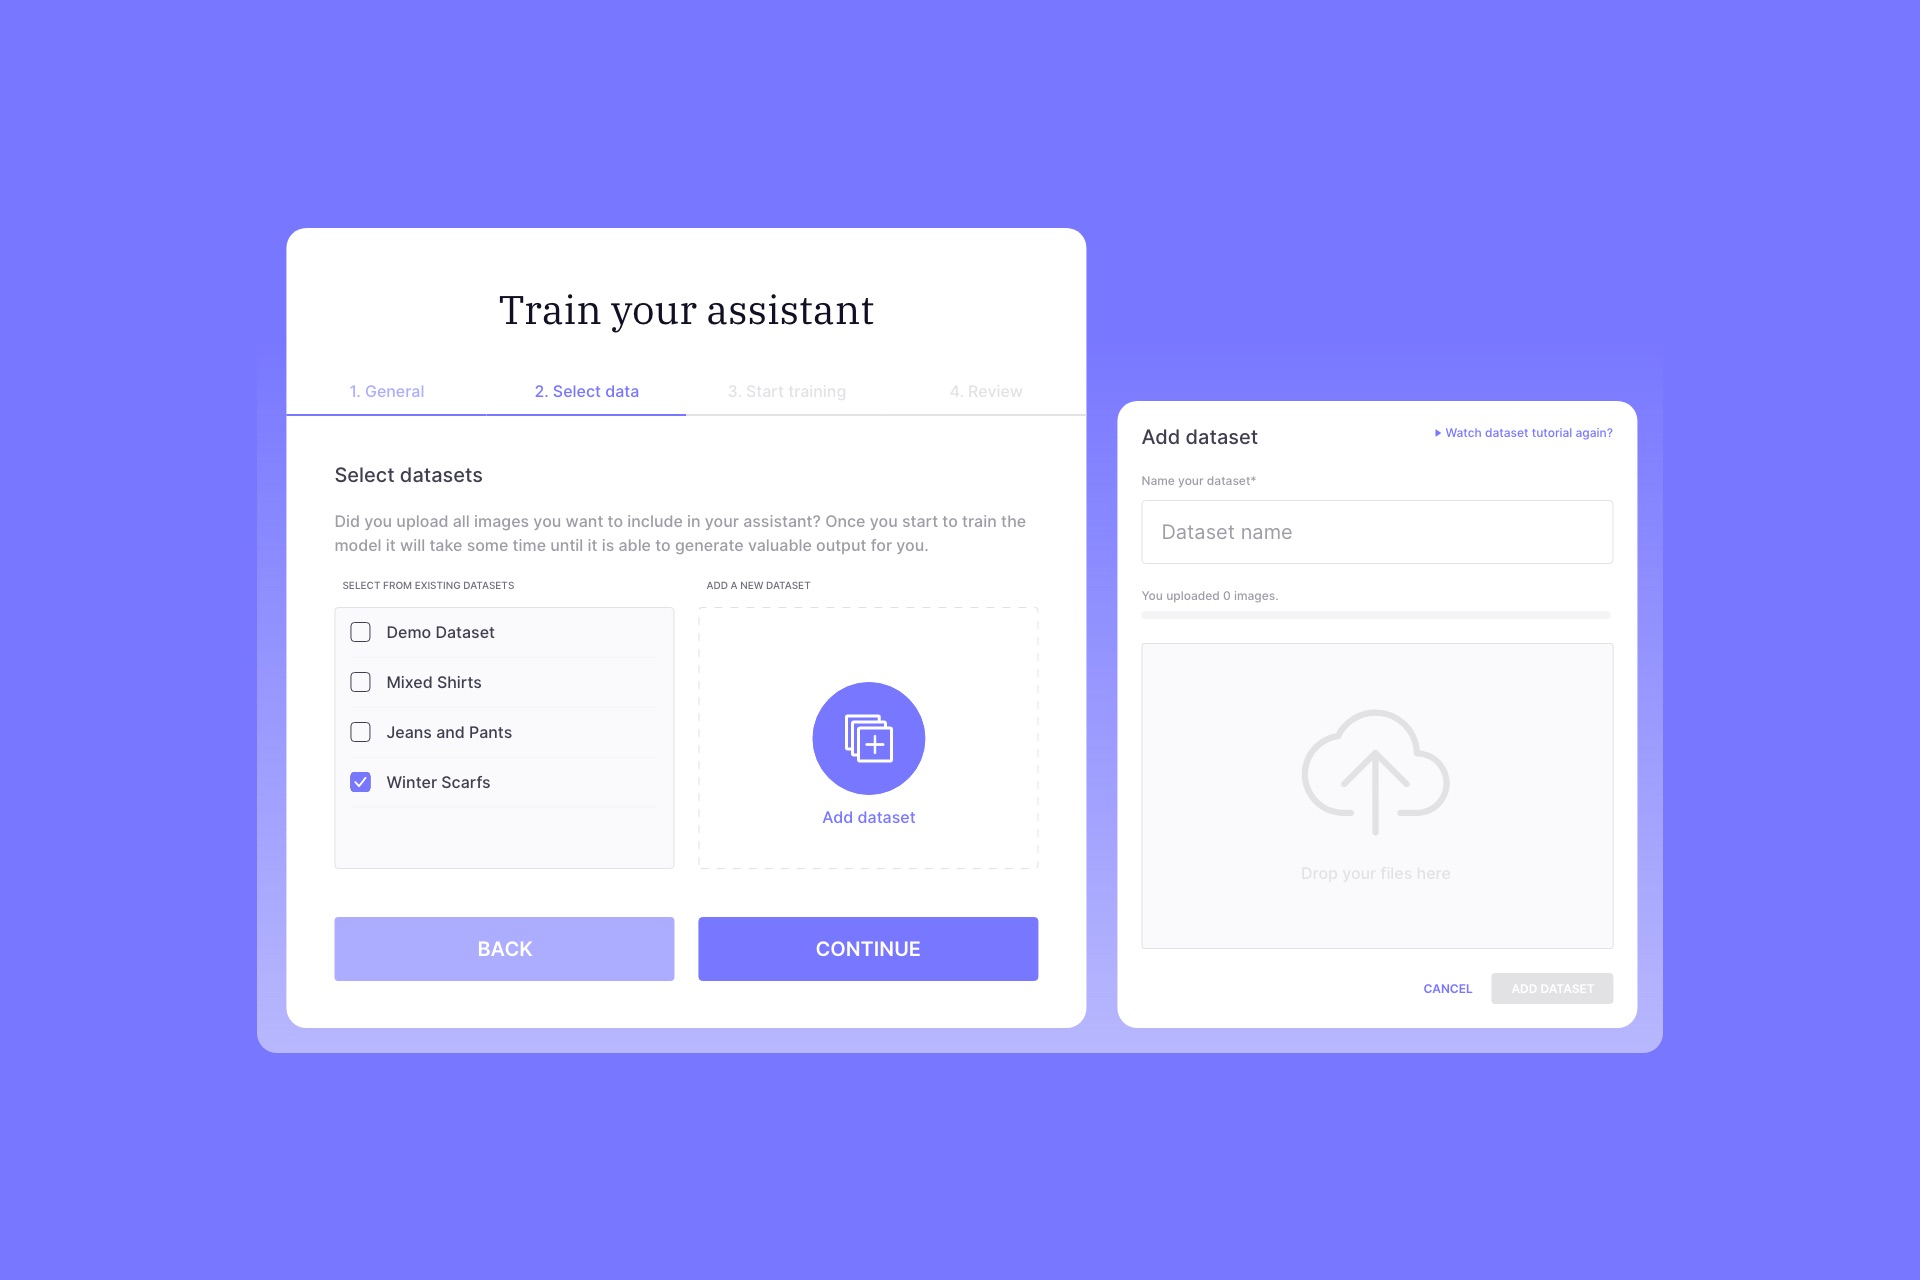 Train your assistant
1. General
2. Select data
3. Start training
4. Review
Select datasets
Did you upload all images you want to include in your assistant? Once you start to train the
model it will take some time until it is able to generate valuable output for you.
SELECT FROM EXISTING DATASETS
Demo Dataset
Mixed Shirts
Jeans and Pants
Winter Scarfs
ADD A NEW DATASET
Add dataset
BACK
CONTINUE
Add dataset
Watch dataset tutorial again?
Name your dataset*
Dataset name
You uploaded 0 images.
Drop your files here
CANCEL
ADD DATASET